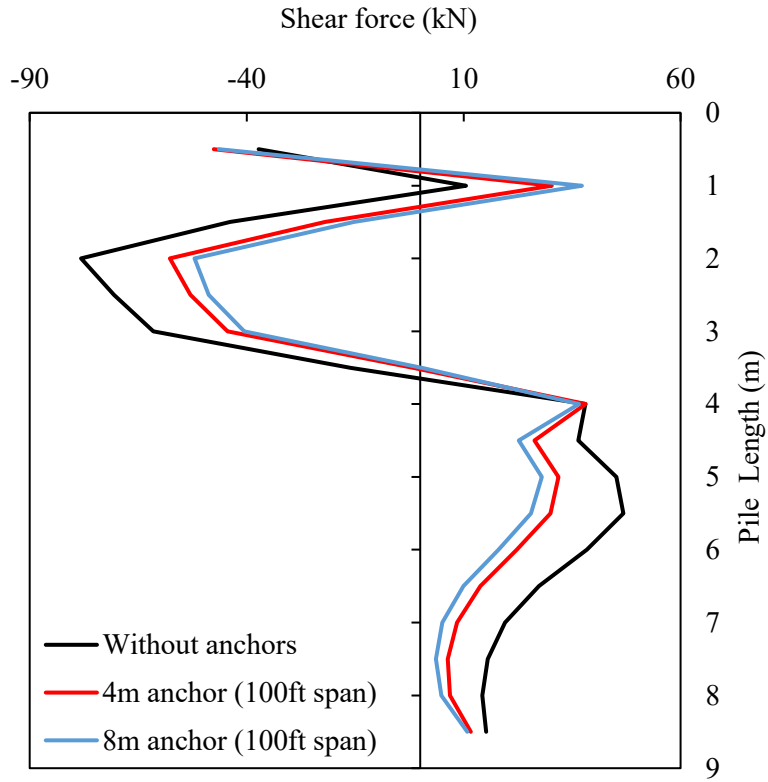 Shear force (kN)
-90 -40 10 60
0
1
2
3
4
5
6
7
8
9
Pile Length (m)
Without anchors
4m anchor (100ft span)
8m anchor (100ft span)